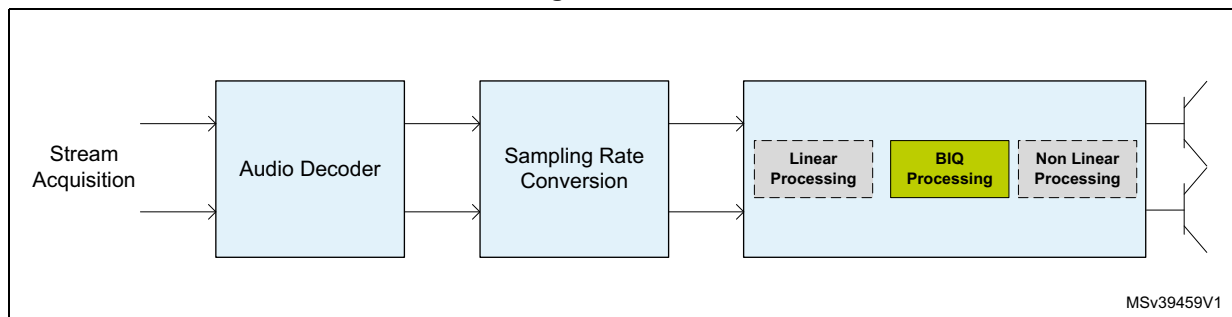 Stream
Acquisition
Audio Decoder
Sampling Rate
Conversion
Linear
Processing
BIQ
Processing
Non Linear
Processing
MSv39459V1